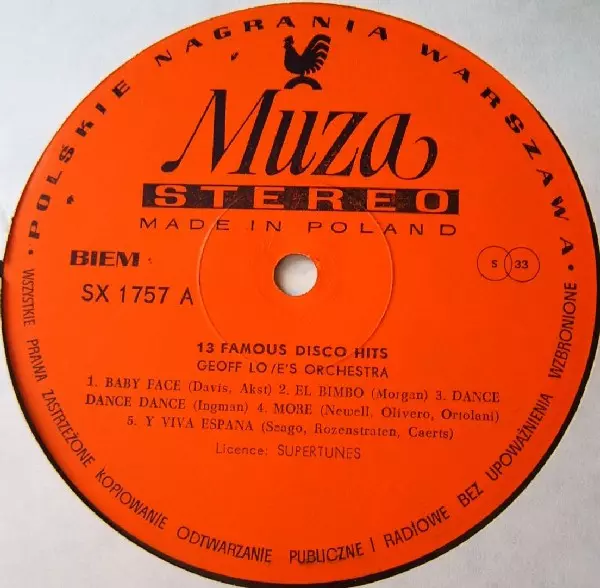 POLSKIE NAGRANIA WARSZAWA
Muza
STEREO
MADE IN POLAND
BIEM
SX 1757 A
S 33
13 FAMOUS DISCO HITS
GEOFF LO/E'S ORCHESTRA
1. BABY FACE (Davis, Akst) 2. EL BIMBO (Morgan) 3. DANCE
DANCE DANCE (Ingman) 4. MORE (Newell, Olivero, Ortolani)
5. Y VIVA ESPANA (Seago, Rozenstraten, Caerts)
Licence: SUPERTUNES
WSZYSTKIE PRAWA ZASTRZEŻONE KOPIOWANIE ODTWARZANIE PUBLICZNE I RADIOWE BEZ UPOWAŻNIENIA WZBRONIONE